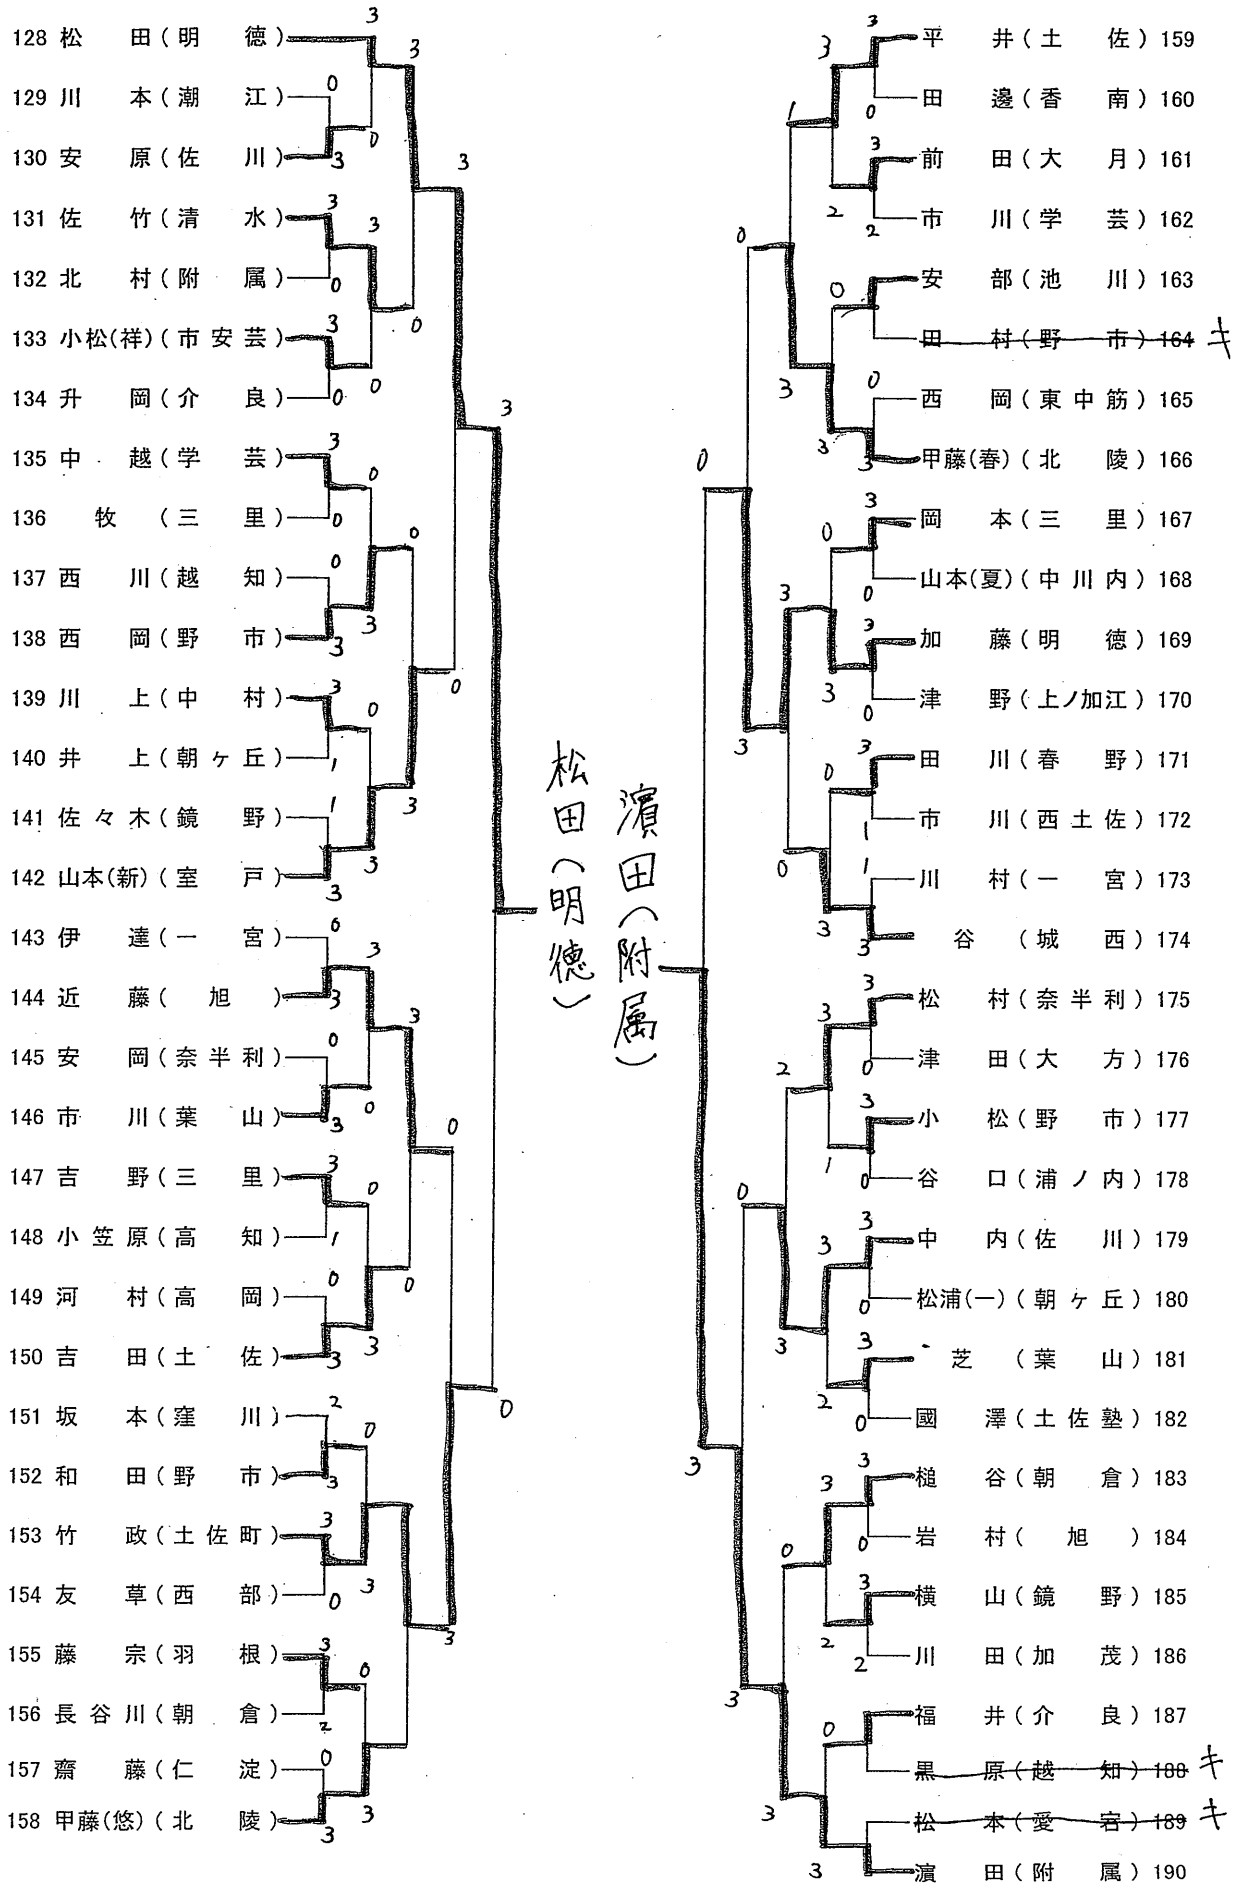 128 松田(明徳)
129 川本(潮江)
130 安原(佐川)
131 佐竹(清水)
132 北村(附属)
133 小松(祥)(市安芸)
134 升岡(介良)
135 中越(学芸)
136 牧(三里)
137 西川(越知)
138 西岡(野市)
139 川上(中村)
140 井上(朝ヶ丘)
141 佐々木(鏡野)
142 山本(新)(室戸)
143 伊達(一宮)
144 近藤(旭)
145 安岡(奈半利)
146 市川(葉山)
147 吉野(三里)
148 小笠原(高知)
149 河村(高岡)
150 吉田(土佐)
151 坂本(窪川)
152 和田(野市)
153 竹政(土佐町)
154 友草(西部)
155 藤宗(羽根)
156 長谷川(朝倉)
157 齋藤(仁淀)
158 甲藤(悠)(北陵)
松田(明徳)
濱田(附属)
平井(土佐) 159
田邊(香南) 160
前田(大月) 161
市川(学芸) 162
安部(池川) 163
田村(野市) 164 キ
西岡(東中筋) 165
甲藤(春)(北陵) 166
岡本(三里) 167
山本(夏)(中川内) 168
加藤(明徳) 169
津野(上ノ加江) 170
田川(春野) 171
市川(西土佐) 172
川村(一宮) 173
谷(城西) 174
松村(奈半利) 175
津田(大方) 176
小松(野市) 177
谷口(浦ノ内) 178
中内(佐川) 179
松浦(一)(朝ヶ丘) 180
芝(葉山) 181
國澤(土佐塾) 182
槌谷(朝倉) 183
岩村(旭) 184
横山(鏡野) 185
川田(加茂) 186
福井(介良) 187
黒原(越知) 188 キ
松本(愛宕) 189 キ
濵田(附属) 190